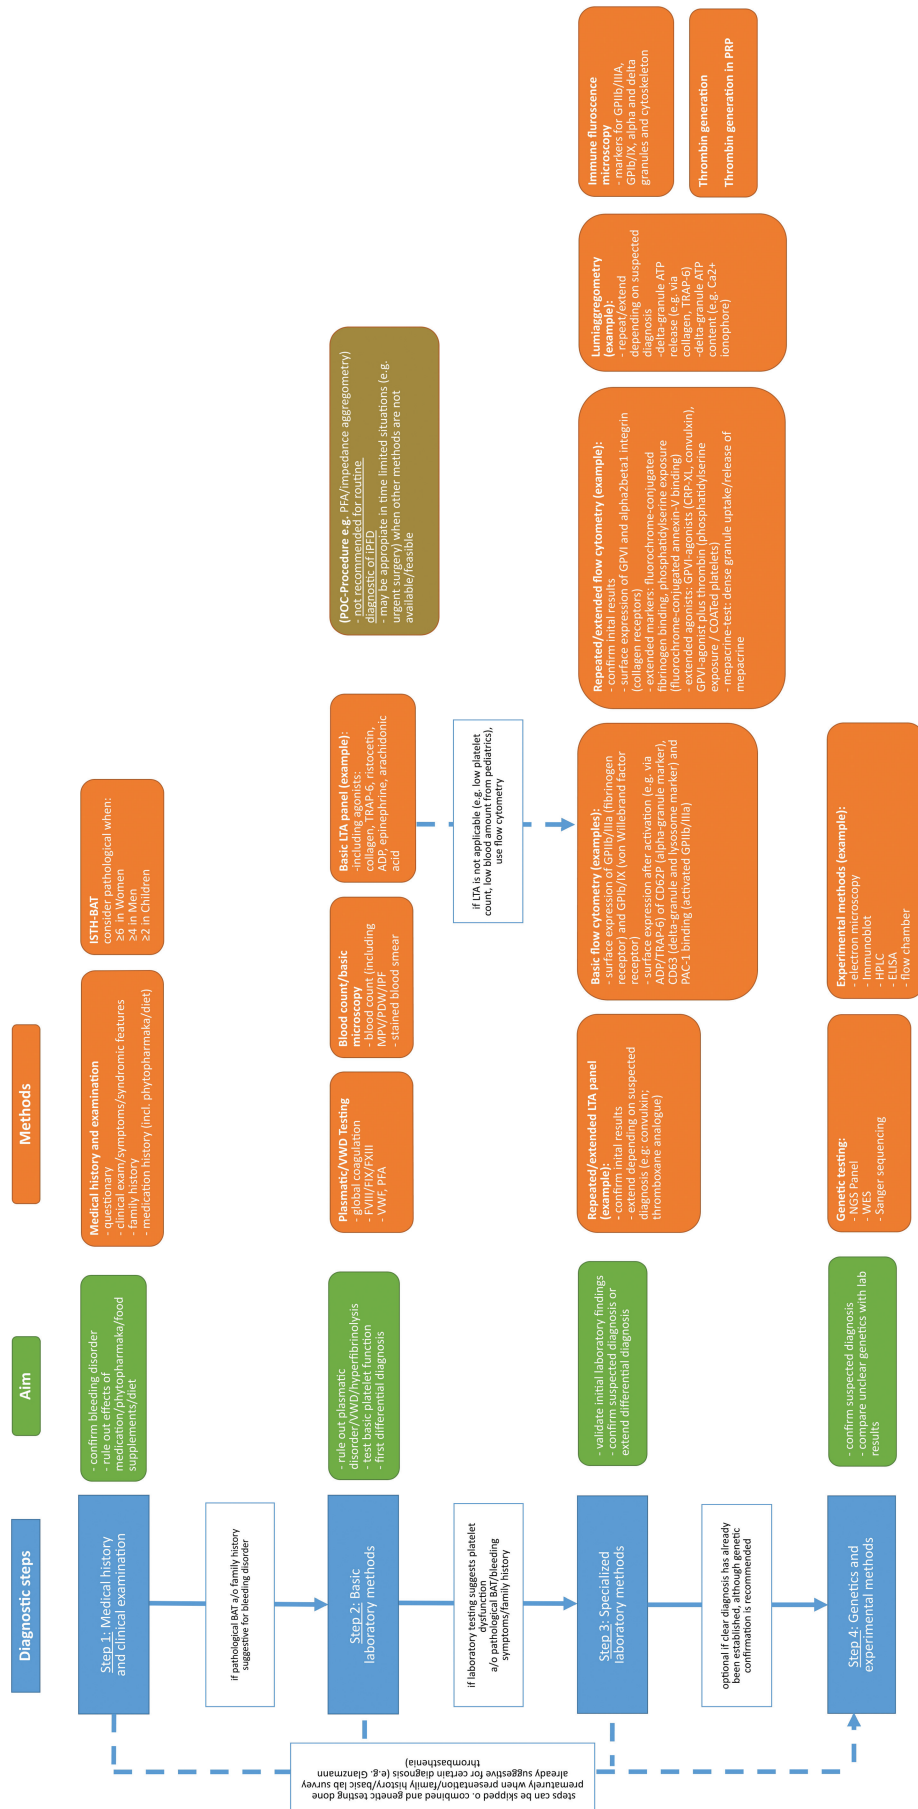 Diagnostic steps
Aim
Methods
Step 1: Medical history
and clinical examination
- confirm bleeding disorder
- rule out effects of
medication/phytopharmaka/food
supplements/diet
Medical history and examination
- questionary
- clinical exam/symptoms/syndromic features
- family history
- medication history (incl. phytopharmaka/diet)
ISTH-BAT
consider pathological when:
≥6 in Women
≥4 in Men
≥2 in Children
if pathological BAT a/o family history
suggestive for bleeding disorder
Step 2: Basic
laboratory methods
- rule out plasmatic
disorder/VWD/hyperfibrinolysis
- test basic platelet function
- first differential diagnosis
Plasmatic/VWD Testing
- global coagulation
- FVIII/FIX/FXIII
- VWF, PFA
Blood count/basic
microscopy
- blood count (including
MPV/PDW/IPF
- stained blood smear
Basic LTA panel (example):
-including agonists:
collagen, TRAP-6, ristocetin,
ADP, epinephrine, arachidonic
acid
(POC-Procedure e.g. PFA/impedance aggregometry)
- not recommended for routine
diagnostic of iPFD
- may be appropiate in time limited situations (e.g.
urgent surgery) when other methods are not
available/feasible
if laboratory testing suggests platelet
dysfunction
a/o pathological BAT/bleeding
symptoms/family history
if LTA is not applicable (e.g. low platelet
count, low blood amount from pediatrics),
use flow cytometry
Step 3: Specialized
laboratory methods
- validate initial laboratory findings
- confirm suspected diagnosis or
extend differential diagnosis
Repeated/extended LTA panel
(example):
- confirm inital results
- extend depending on suspected
diagnosis (e.g: convulxin;
thromboxane analogue)
Basic flow cytometry (examples):
- surface expression of GPIIb/IIIa (fibrinogen
receptor) and GPIb/IX (von Willebrand factor
receptor)
- surface expression after activation (e.g. via
ADP/TRAP-6) of CD62P (alpha-granule marker),
CD63 (delta-granule and lysosome marker) and
PAC-1 binding (activated GPIIb/IIIa)
Repeated/extended flow cytometry (example):
- confirm inital results
- surface expression of GPVI and alpha2beta1 integrin
(collagen receptors)
- extended markers: fluorochrome-conjugated
fibrinogen binding, phosphatidylserine exposure
(fluorochrome-conjugated annexin-V binding)
- extended agonists: GPVI-agonists (CRP-XL, convulxin),
GPVI-agonist plus thrombin (phosphatidylserine
exposure / COATed platelets)
- mepacrine-test: dense granule uptake/release of
mepacrine
Lumiaggregometry
(example):
- repeat/extend
depending on suspected
diagnosis
-delta-granule ATP
release (e.g. via
collagen, TRAP-6)
-delta-granule ATP
content (e.g. Ca2+
ionophore)
Immune fluroscence
microscopy
- markers for GPIIb/IIIA,
GPIb/IX, alpha and delta
granules and cytoskeleton
Thrombin generation
Thrombin generation in PRP
optional if clear diagnosis has already
been established, although genetic
confirmation is recommended
Step 4: Genetics and
experimental methods
- confirm suspected diagnosis
- compare unclear genetics with lab
results
Genetic testing:
- NGS Panel
- WES
- Sanger sequencing
Experimental methods (example):
- electron microscopy
- Immunoblot
- HPLC
- ELISA
- flow chamber
steps can be skipped o. combined and genetic testing done
prematurely when presentation/family history/basic lab survey
already suggestive for certain diagnosis (e.g. Glanzmann
thrombasthenia)